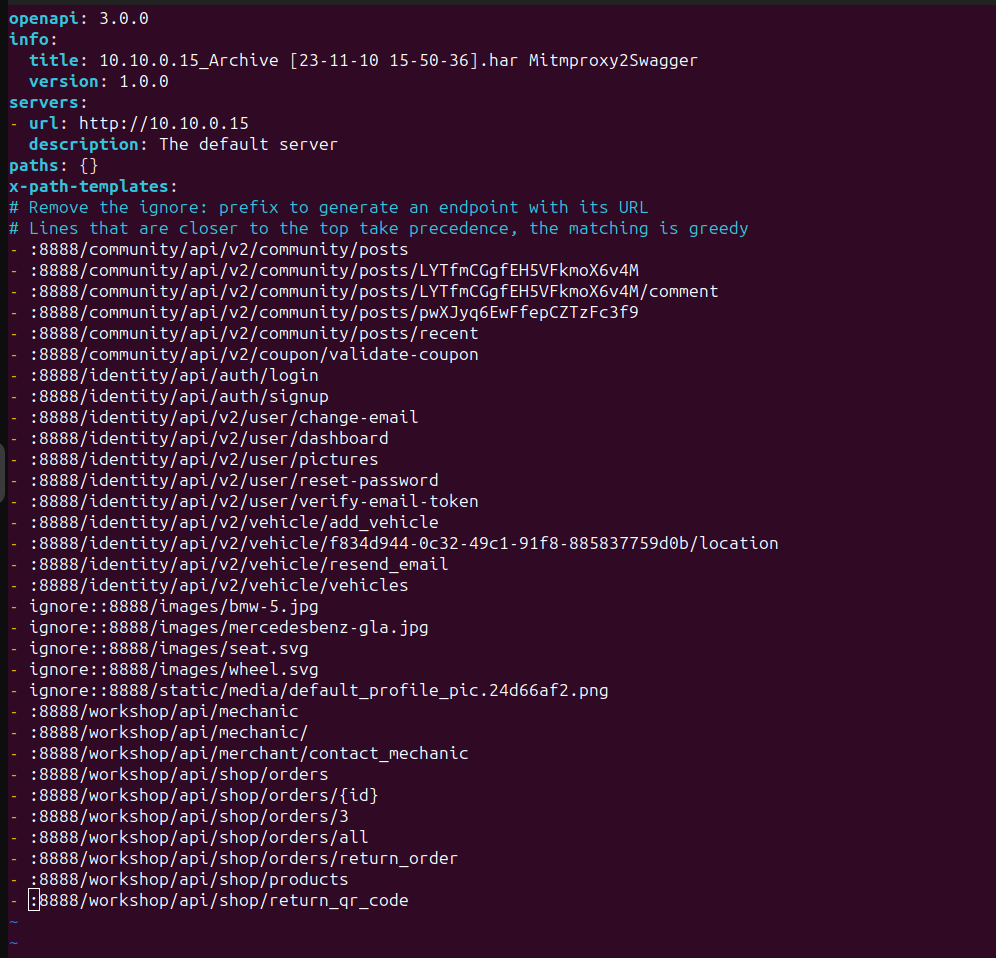 openapi: 3.0.0
info:
  title: 10.10.0.15_Archive [23-11-10 15-50-36].har Mitmproxy2Swagger
  version: 1.0.0
servers:
- url: http://10.10.0.15
  description: The default server
paths: {}
x-path-templates:
# Remove the ignore: prefix to generate an endpoint with its URL
# Lines that are closer to the top take precedence, the matching is greedy
- :8888/community/api/v2/community/posts
- :8888/community/api/v2/community/posts/LYTfmCGgfEH5VFkmoX6v4M
- :8888/community/api/v2/community/posts/LYTfmCGgfEH5VFkmoX6v4M/comment
- :8888/community/api/v2/community/posts/pwXJyq6EwFfepCZTzFc3f9
- :8888/community/api/v2/community/posts/recent
- :8888/community/api/v2/coupon/validate-coupon
- :8888/identity/api/auth/login
- :8888/identity/api/auth/signup
- :8888/identity/api/v2/user/change-email
- :8888/identity/api/v2/user/dashboard
- :8888/identity/api/v2/user/pictures
- :8888/identity/api/v2/user/reset-password
- :8888/identity/api/v2/user/verify-email-token
- :8888/identity/api/v2/vehicle/add_vehicle
- :8888/identity/api/v2/vehicle/f834d944-0c32-49c1-91f8-885837759d0b/location
- :8888/identity/api/v2/vehicle/resend_email
- :8888/identity/api/v2/vehicle/vehicles
- ignore::8888/images/bmw-5.jpg
- ignore::8888/images/mercedesbenz-gla.jpg
- ignore::8888/images/seat.svg
- ignore::8888/images/wheel.svg
- ignore::8888/static/media/default_profile_pic.24d66af2.png
- :8888/workshop/api/mechanic
- :8888/workshop/api/mechanic/
- :8888/workshop/api/merchant/contact_mechanic
- :8888/workshop/api/shop/orders
- :8888/workshop/api/shop/orders/{id}
- :8888/workshop/api/shop/orders/3
- :8888/workshop/api/shop/orders/all
- :8888/workshop/api/shop/orders/return_order
- :8888/workshop/api/shop/products
- :8888/workshop/api/shop/return_qr_code
~
~